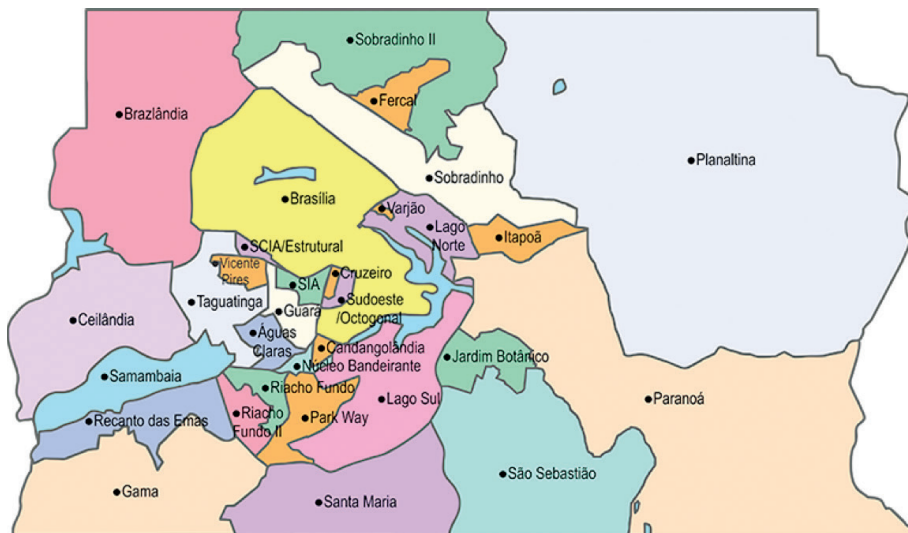 Sobradinho II
Fercal
Brazlândia
Planaltina
Sobradinho
Brasília
Varjão
Lago
Norte
Itapoã
SCIA/Estrutural
Vicente
Pires
Cruzeiro
SIA
Taguatinga
Sudoeste
/Octogonal
Guará
Ceilândia
Águas
Claras
Candangolândia
Jardim Botânico
Núcleo Bandeirante
Samambaia
Riacho Fundo
Lago Sul
Paranoá
Riacho
Fundo II
Park Way
Recanto das Emas
São Sebastião
Gama
Santa Maria